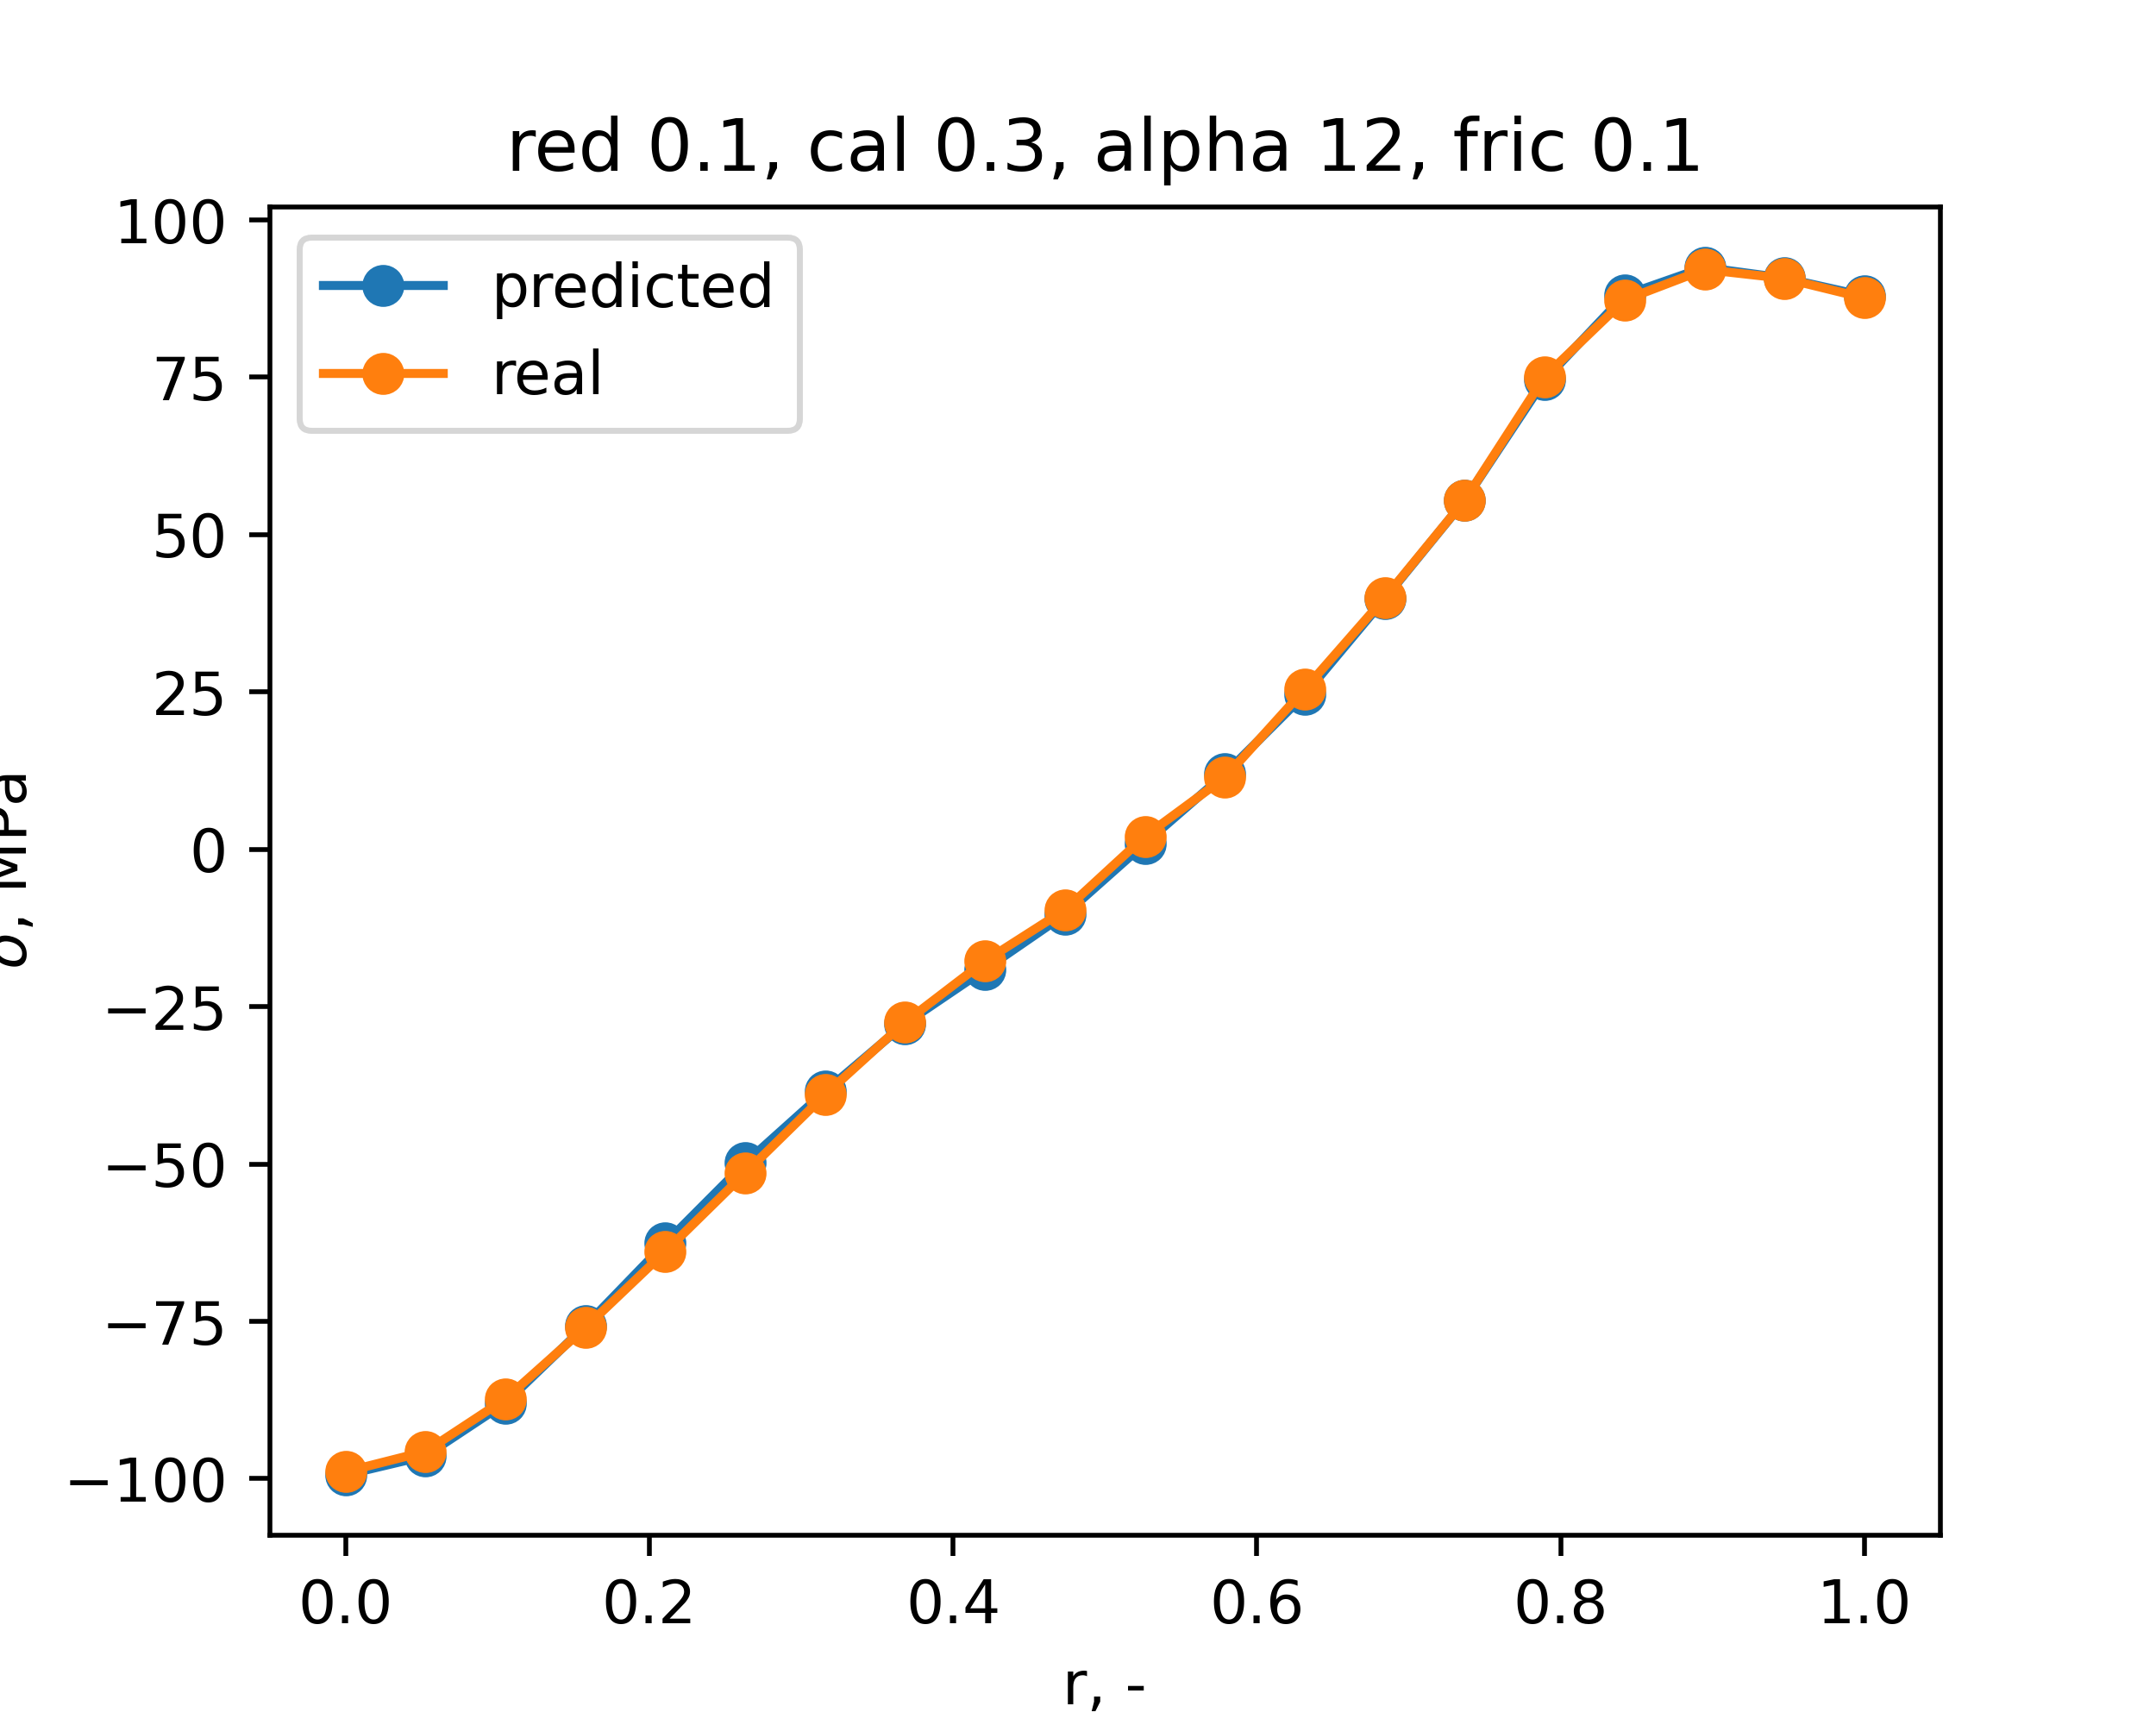 red 0.1, cal 0.3, alpha 12, fric 0.1
predicted
real
100
75
50
25
0
−25
−50
−75
−100
σ, MPa
0.0 0.2 0.4 0.6 0.8 1.0
r, -